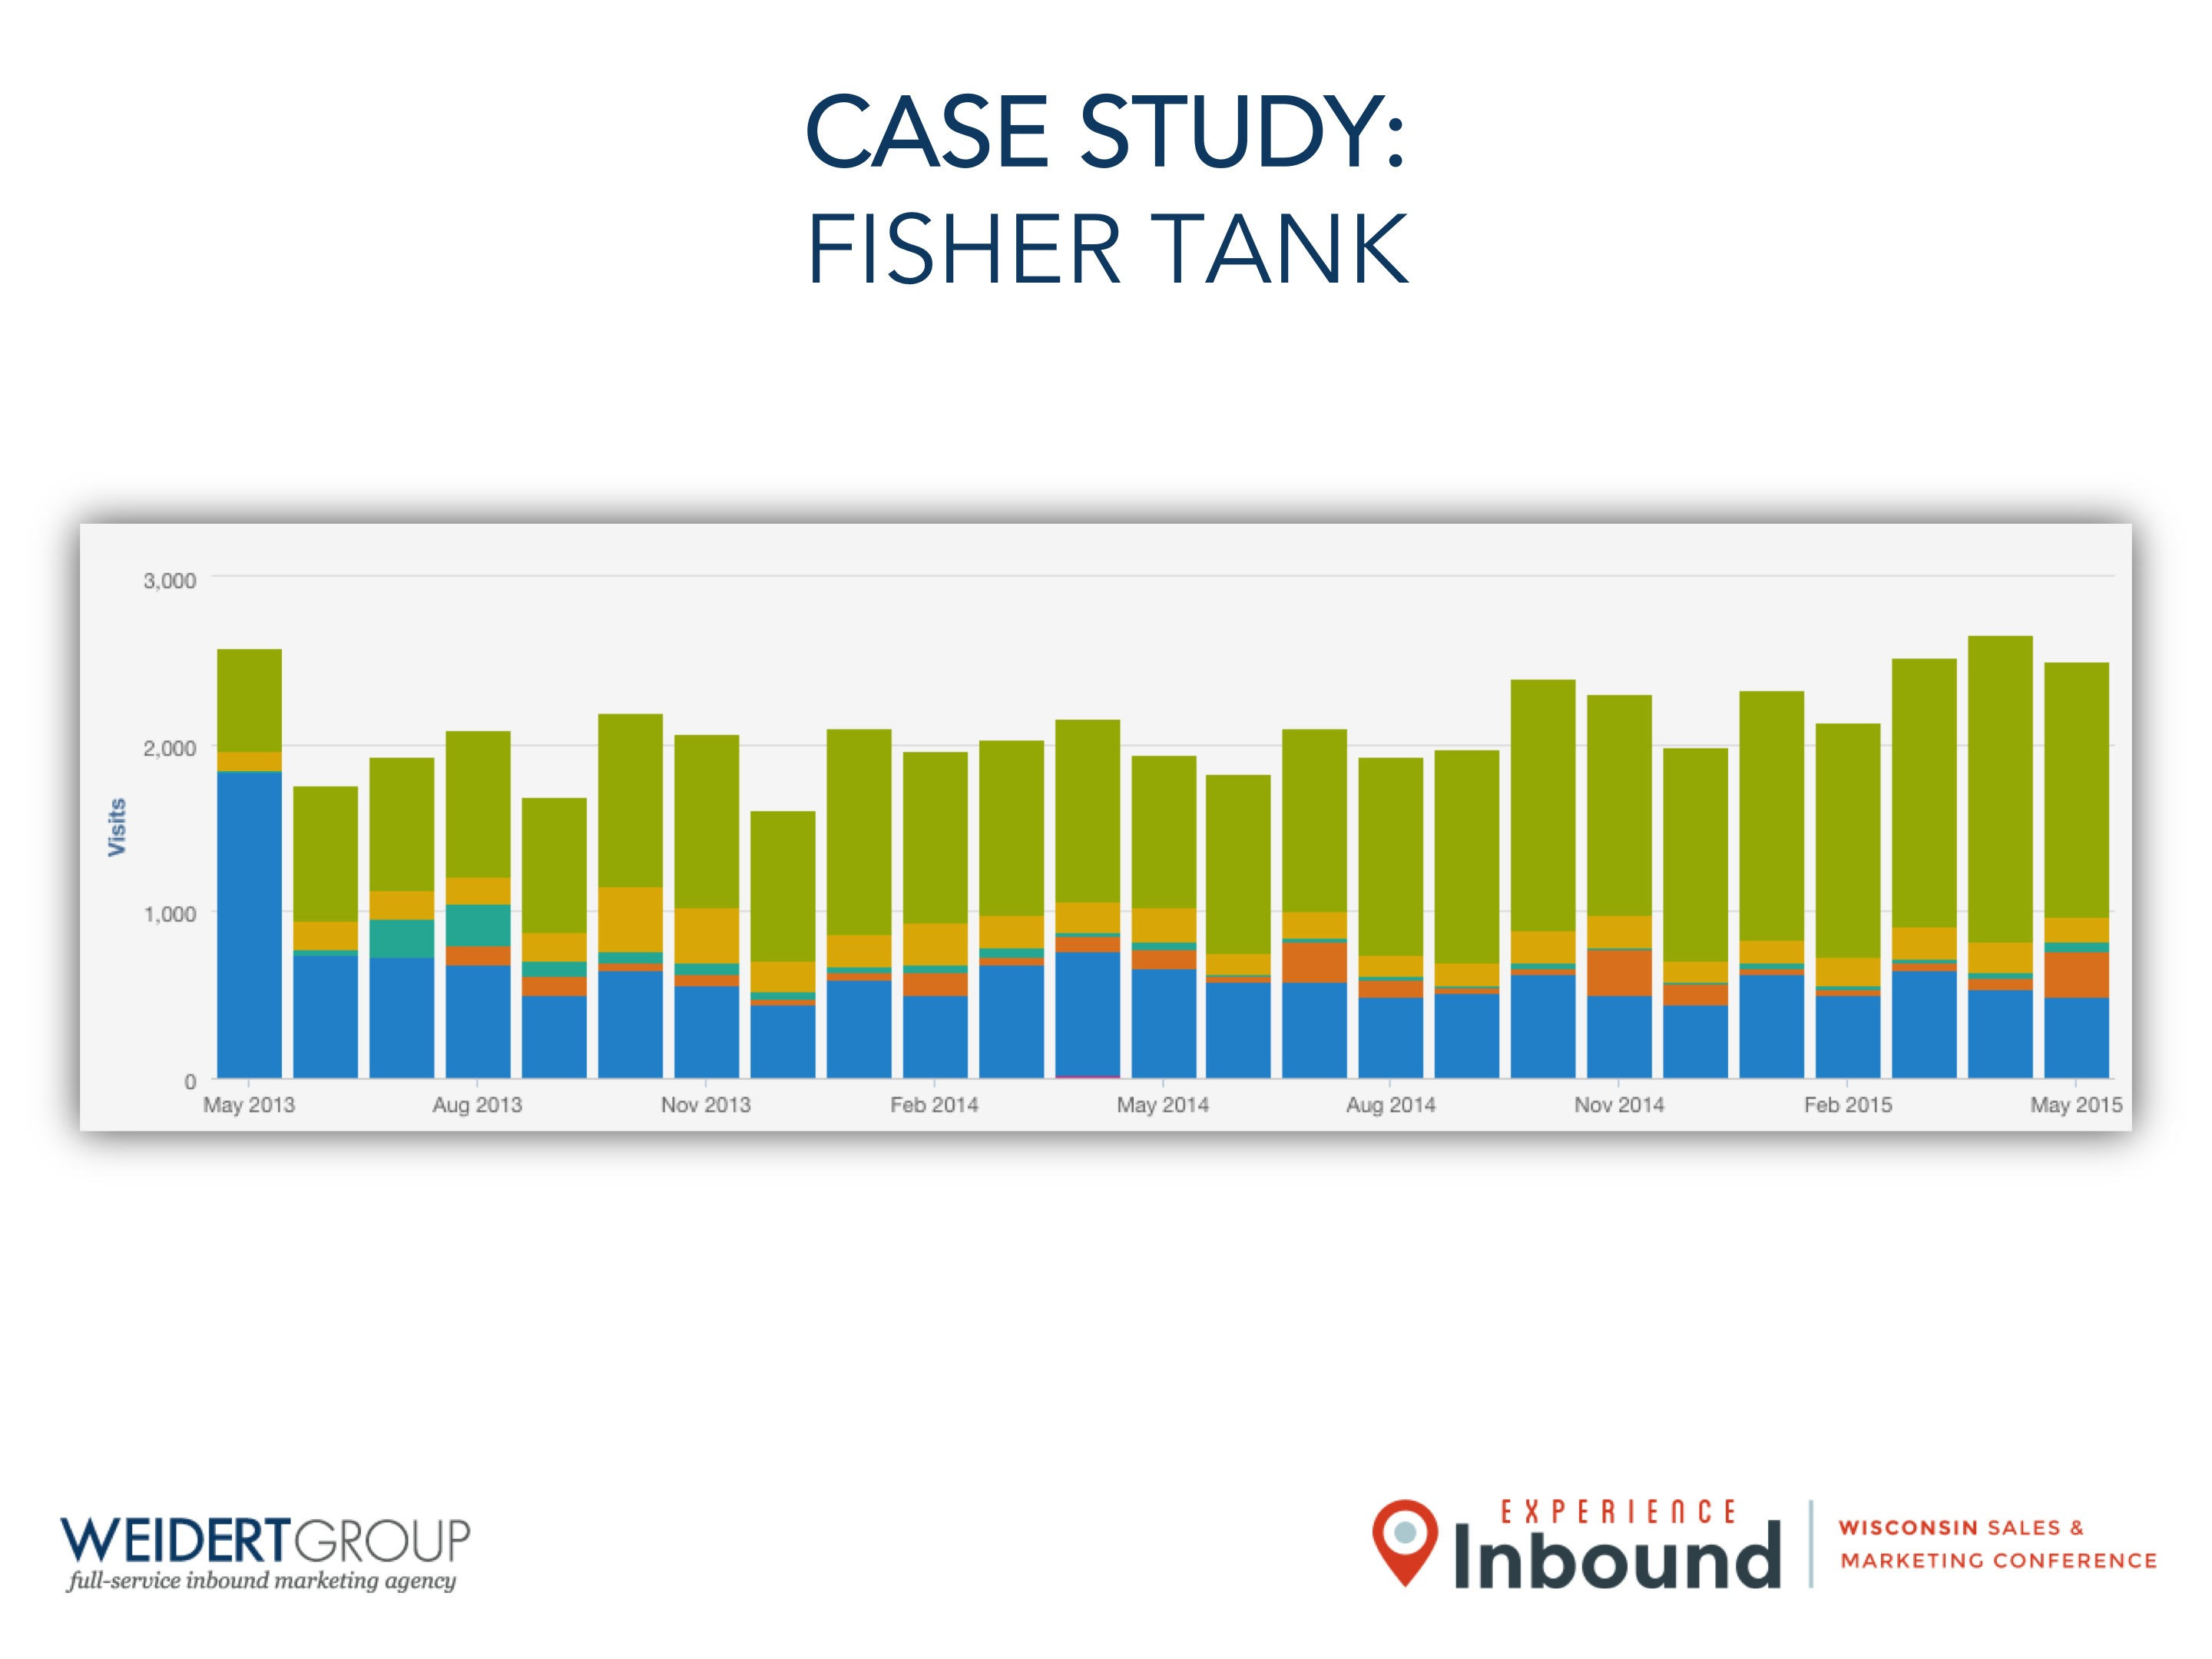 CASE STUDY:
FISHER TANK
3,000
2,000
1,000
0
Visits
May 2013 Aug 2013 Nov 2013 Feb 2014 May 2014 Aug 2014 Nov 2014 Feb 2015 May 2015
WEIDERTGROUP
full-service inbound marketing agency
EXPERIENCE
Inbound
WISCONSIN SALES &
MARKETING CONFERENCE